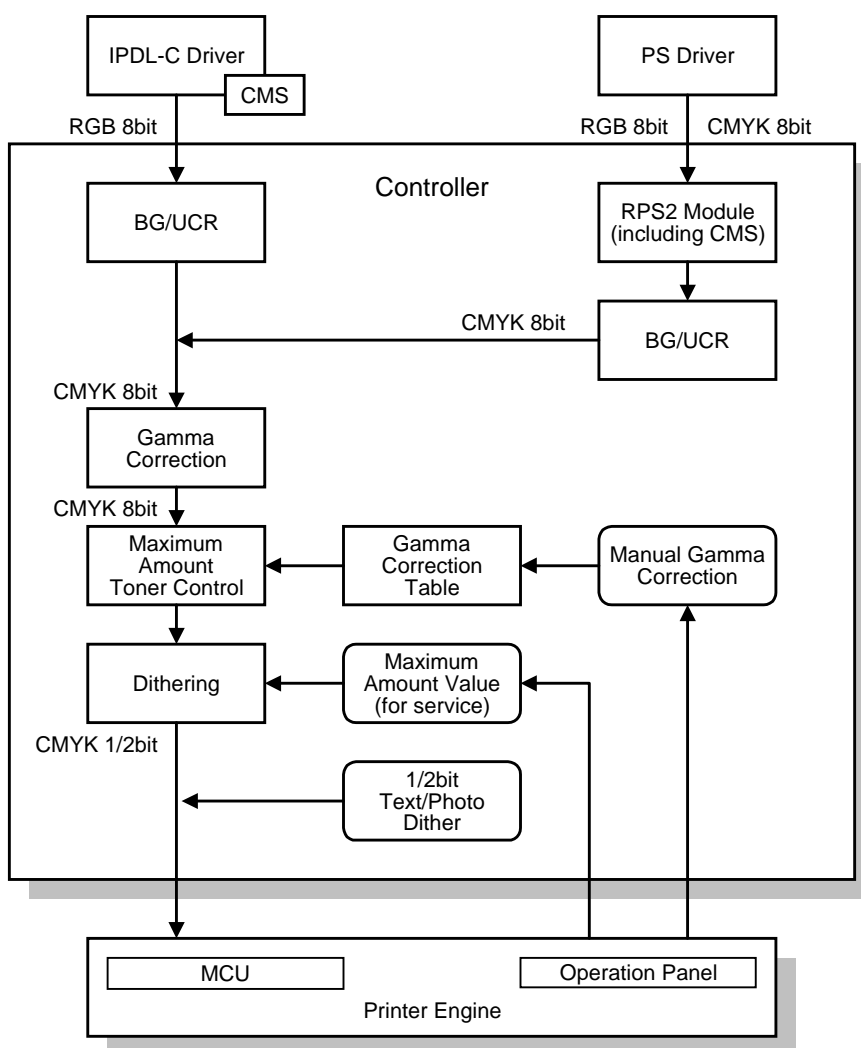 IPDL-C Driver
CMS
PS Driver
RGB 8bit
RGB 8bit
CMYK 8bit
Controller
BG/UCR
RPS2 Module
(including CMS)
CMYK 8bit
BG/UCR
CMYK 8bit
Gamma
Correction
CMYK 8bit
Maximum
Amount
Toner Control
Gamma
Correction
Table
Manual Gamma
Correction
Dithering
Maximum
Amount Value
(for service)
CMYK 1/2bit
1/2bit
Text/Photo
Dither
MCU
Operation Panel
Printer Engine